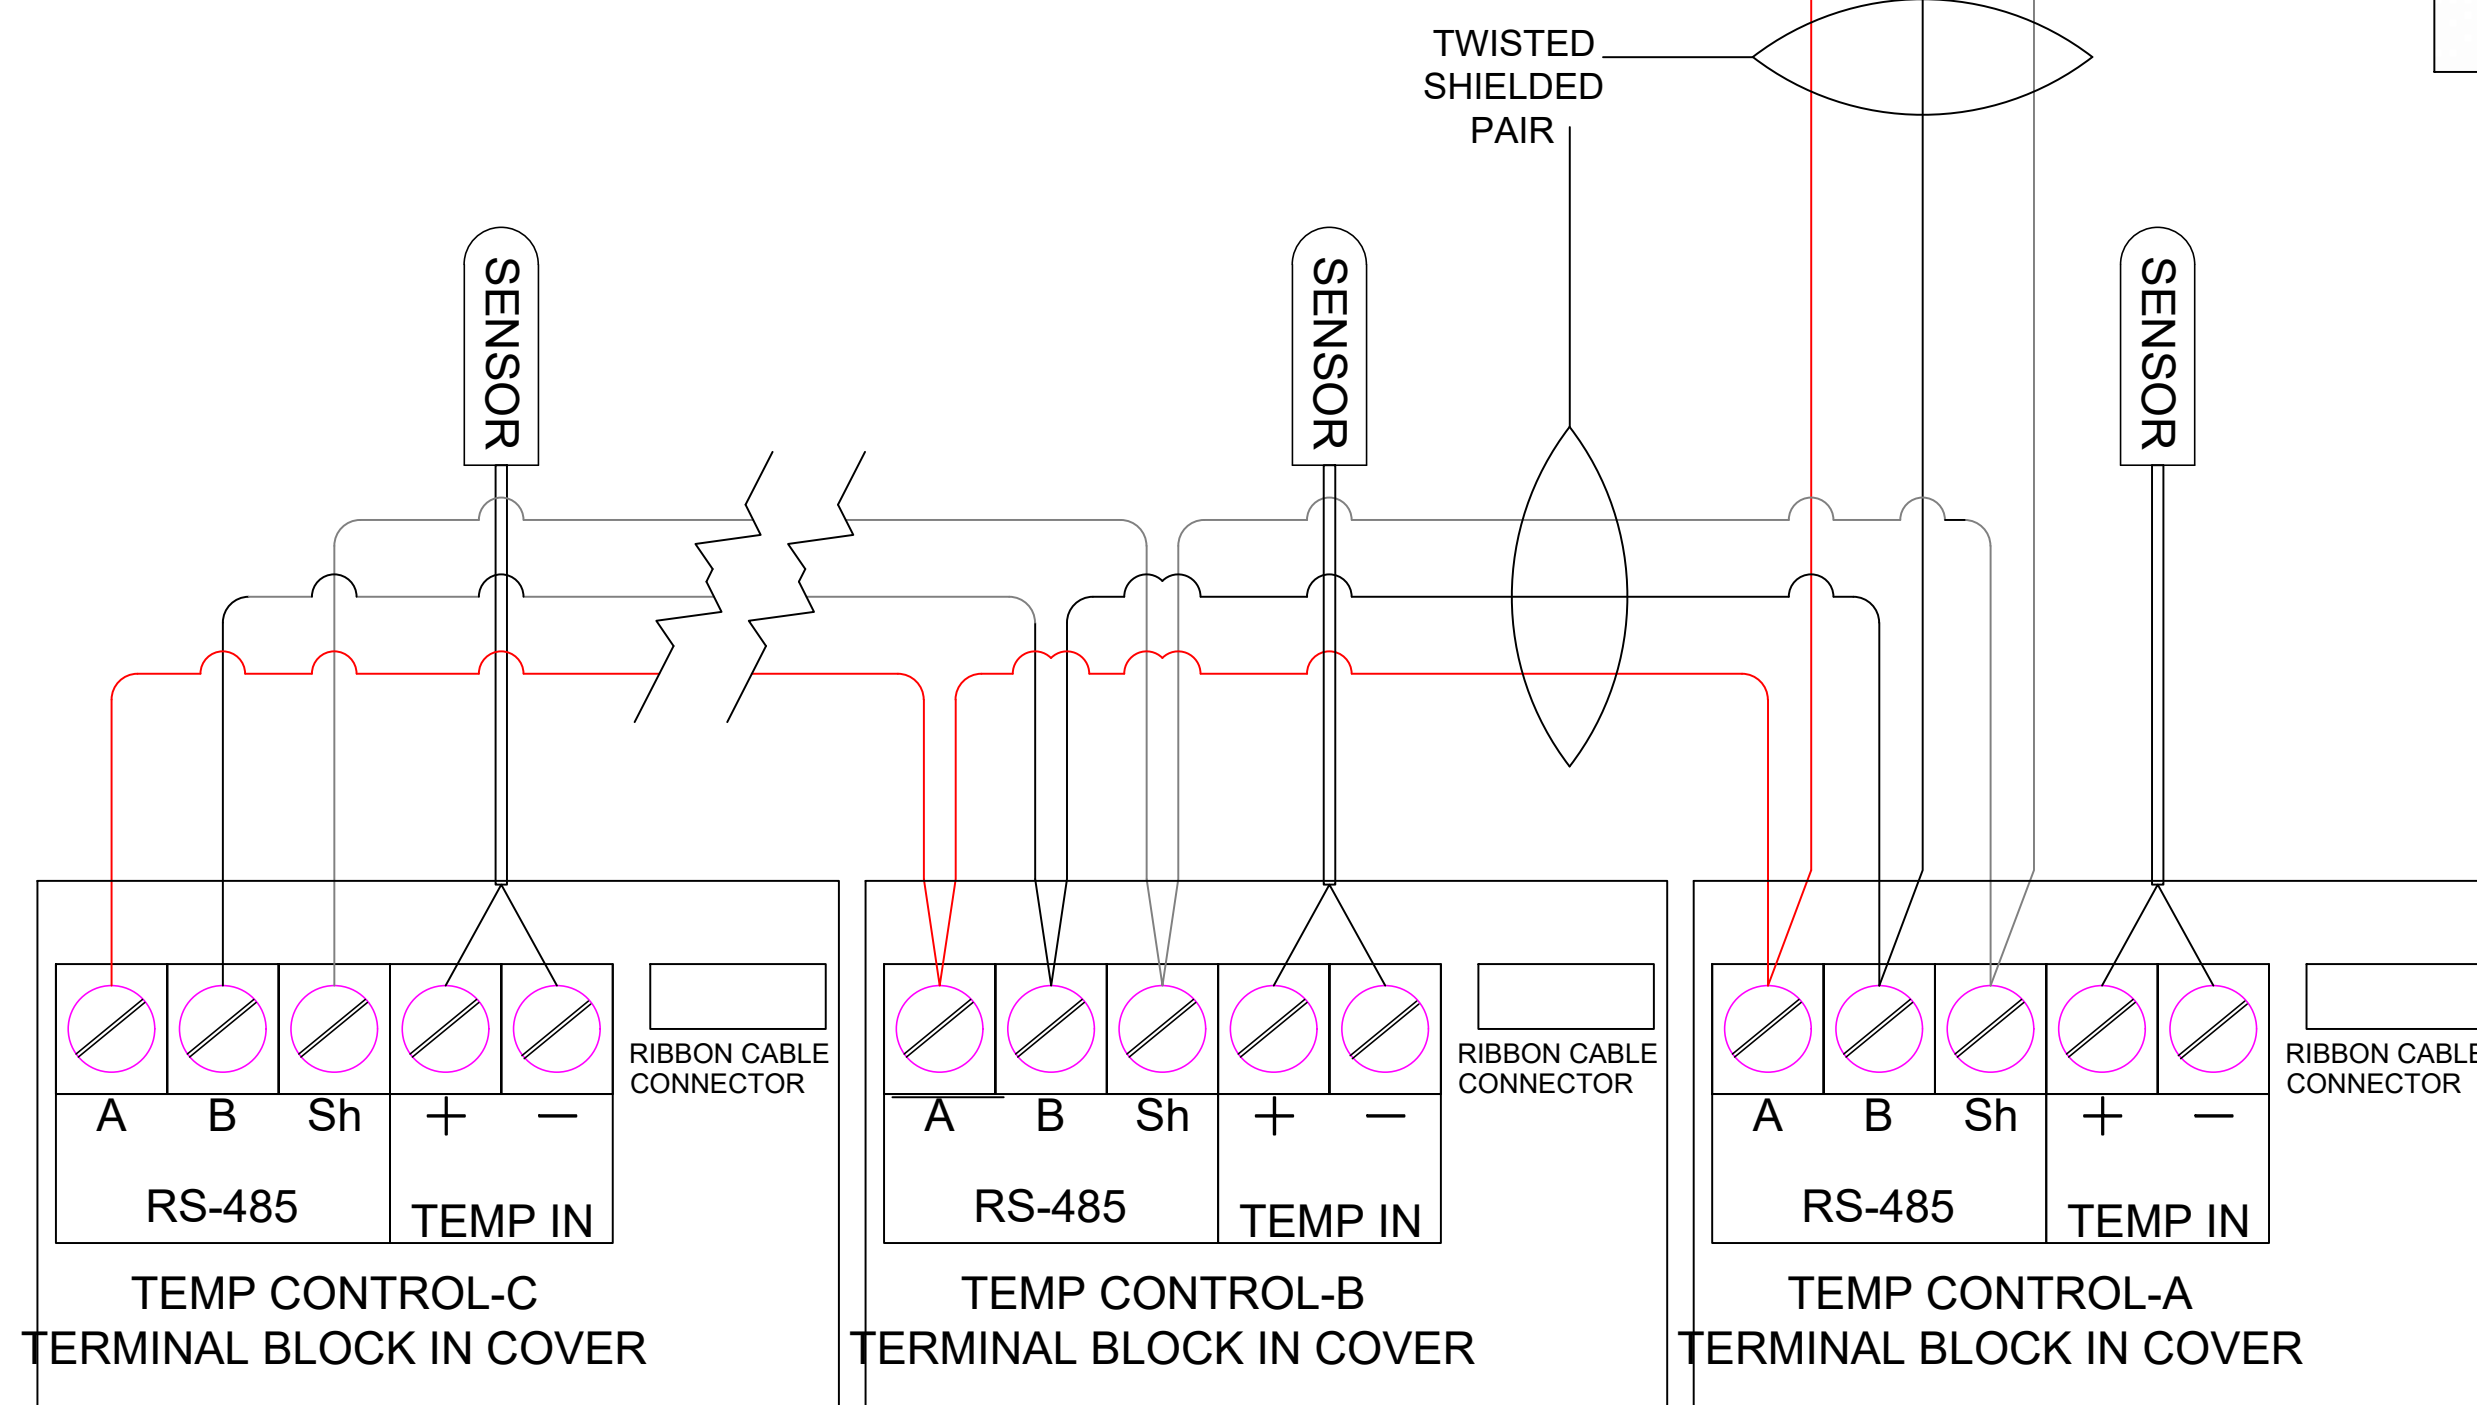 TWISTED
SHIELDED
PAIR
SENSOR
SENSOR
SENSOR
RIBBON CABLE
CONNECTOR
RIBBON CABLE
CONNECTOR
RIBBON CABLE
CONNECTOR
A B Sh + −
A B Sh + −
A B Sh + −
RS-485 TEMP IN
RS-485 TEMP IN
RS-485 TEMP IN
TEMP CONTROL-C
TERMINAL BLOCK IN COVER
TEMP CONTROL-B
TERMINAL BLOCK IN COVER
TEMP CONTROL-A
TERMINAL BLOCK IN COVER